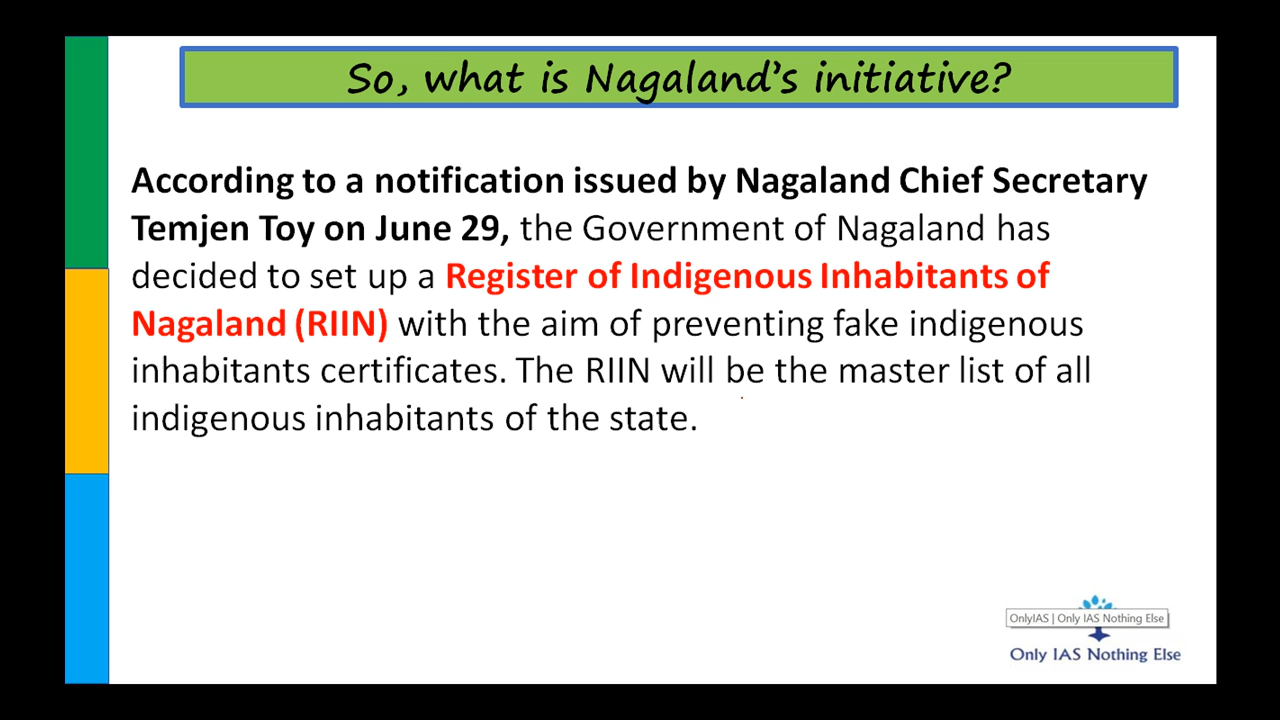 So, what is Nagaland's initiative?
According to a notification issued by Nagaland Chief Secretary
Temjen Toy on June 29, the Government of Nagaland has
decided to set up a Register of Indigenous Inhabitants of
Nagaland (RIIN) with the aim of preventing fake indigenous
inhabitants certificates. The RIIN will be the master list of all
indigenous inhabitants of the state.
OnlyIAS | Only IAS Nothing Else
Only IAS Nothing Else